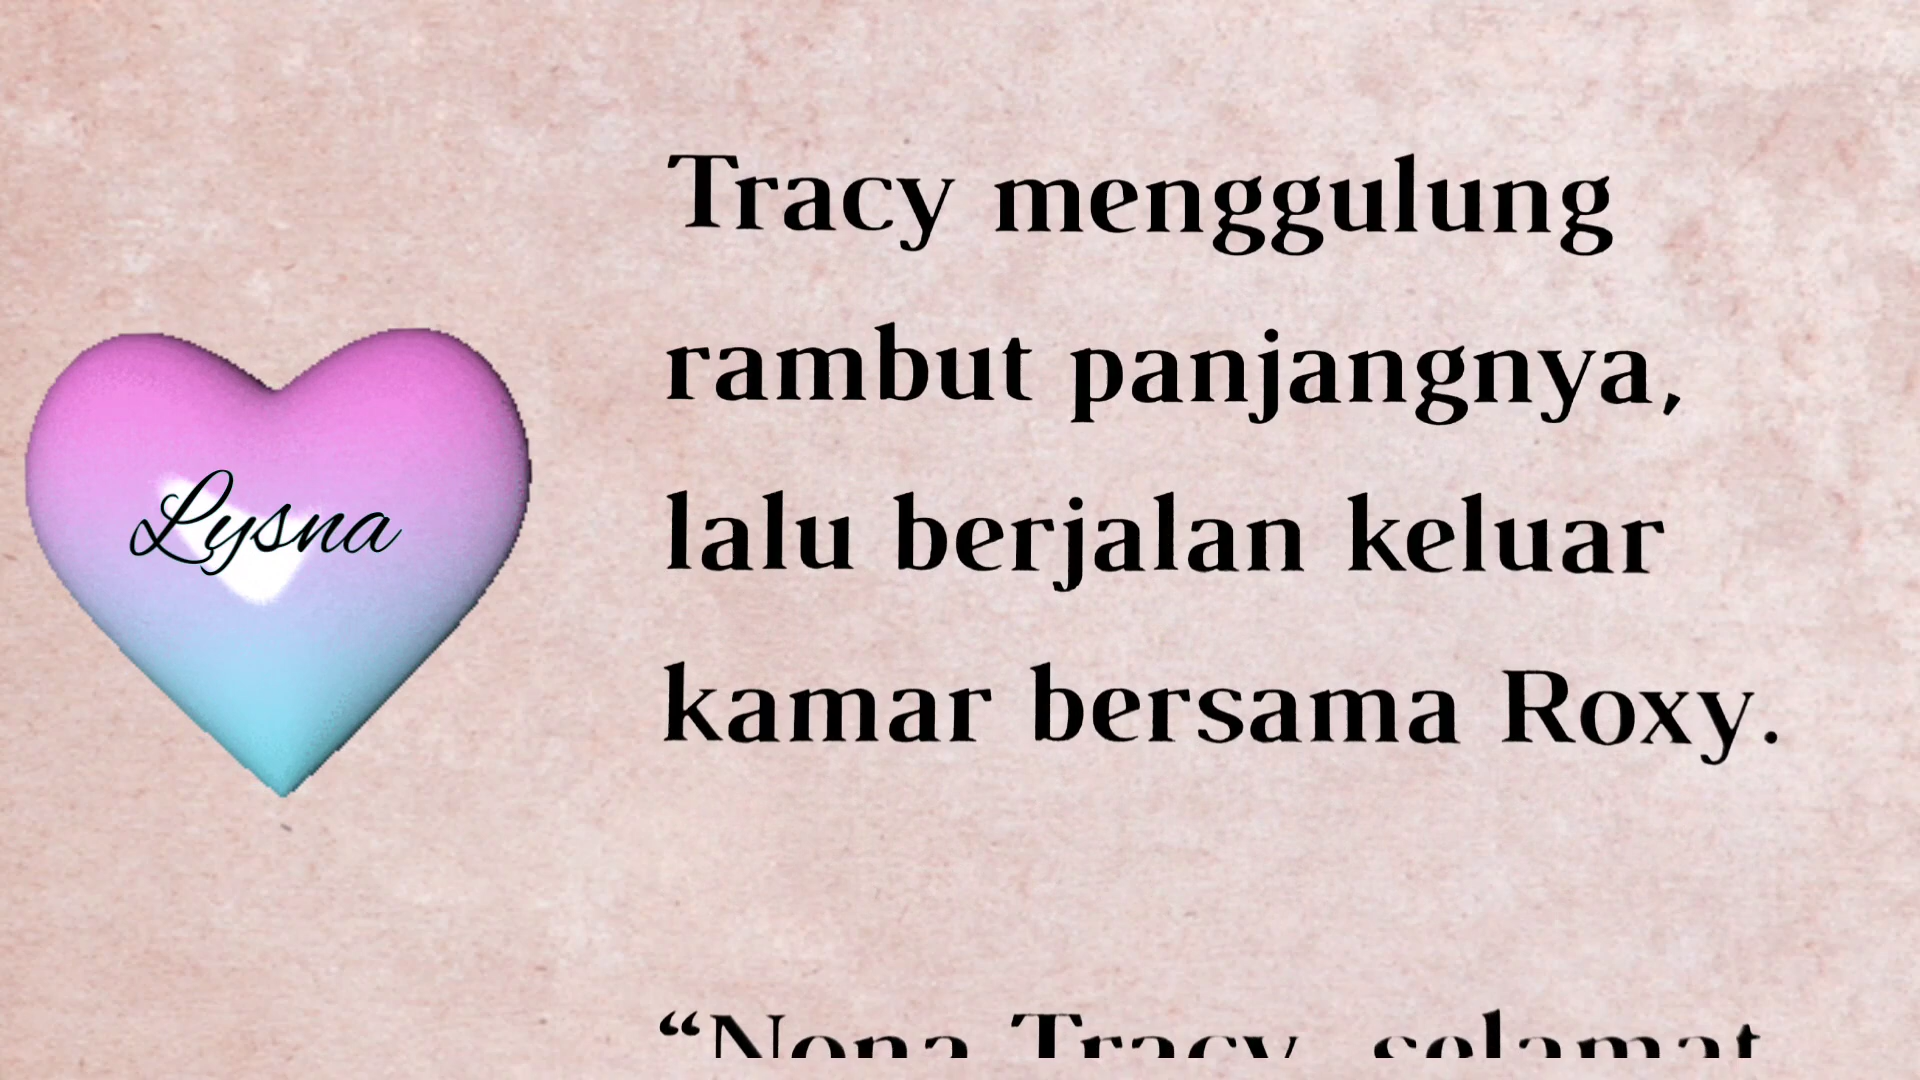 Lysna
Tracy menggulung
rambut panjangnya,
lalu berjalan keluar
kamar bersama Roxy.
“Nona Tracy, selamat